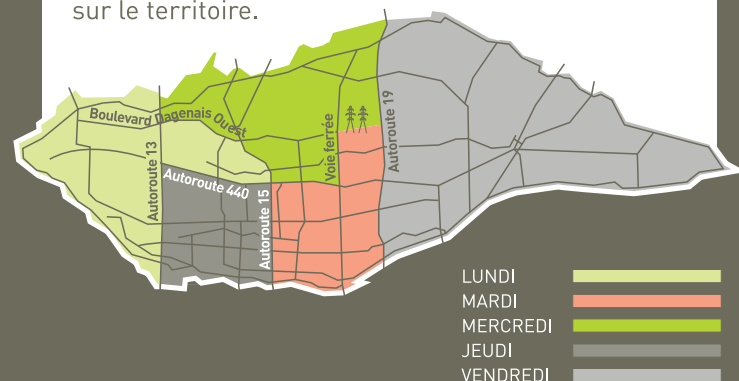 sur le territoire.
Boulevard Dagenais Ouest
Autoroute 13
Autoroute 440
Autoroute 15
Voie ferrée
Autoroute 19
LUNDI
MARDI
MERCREDI
JEUDI
VENDREDI